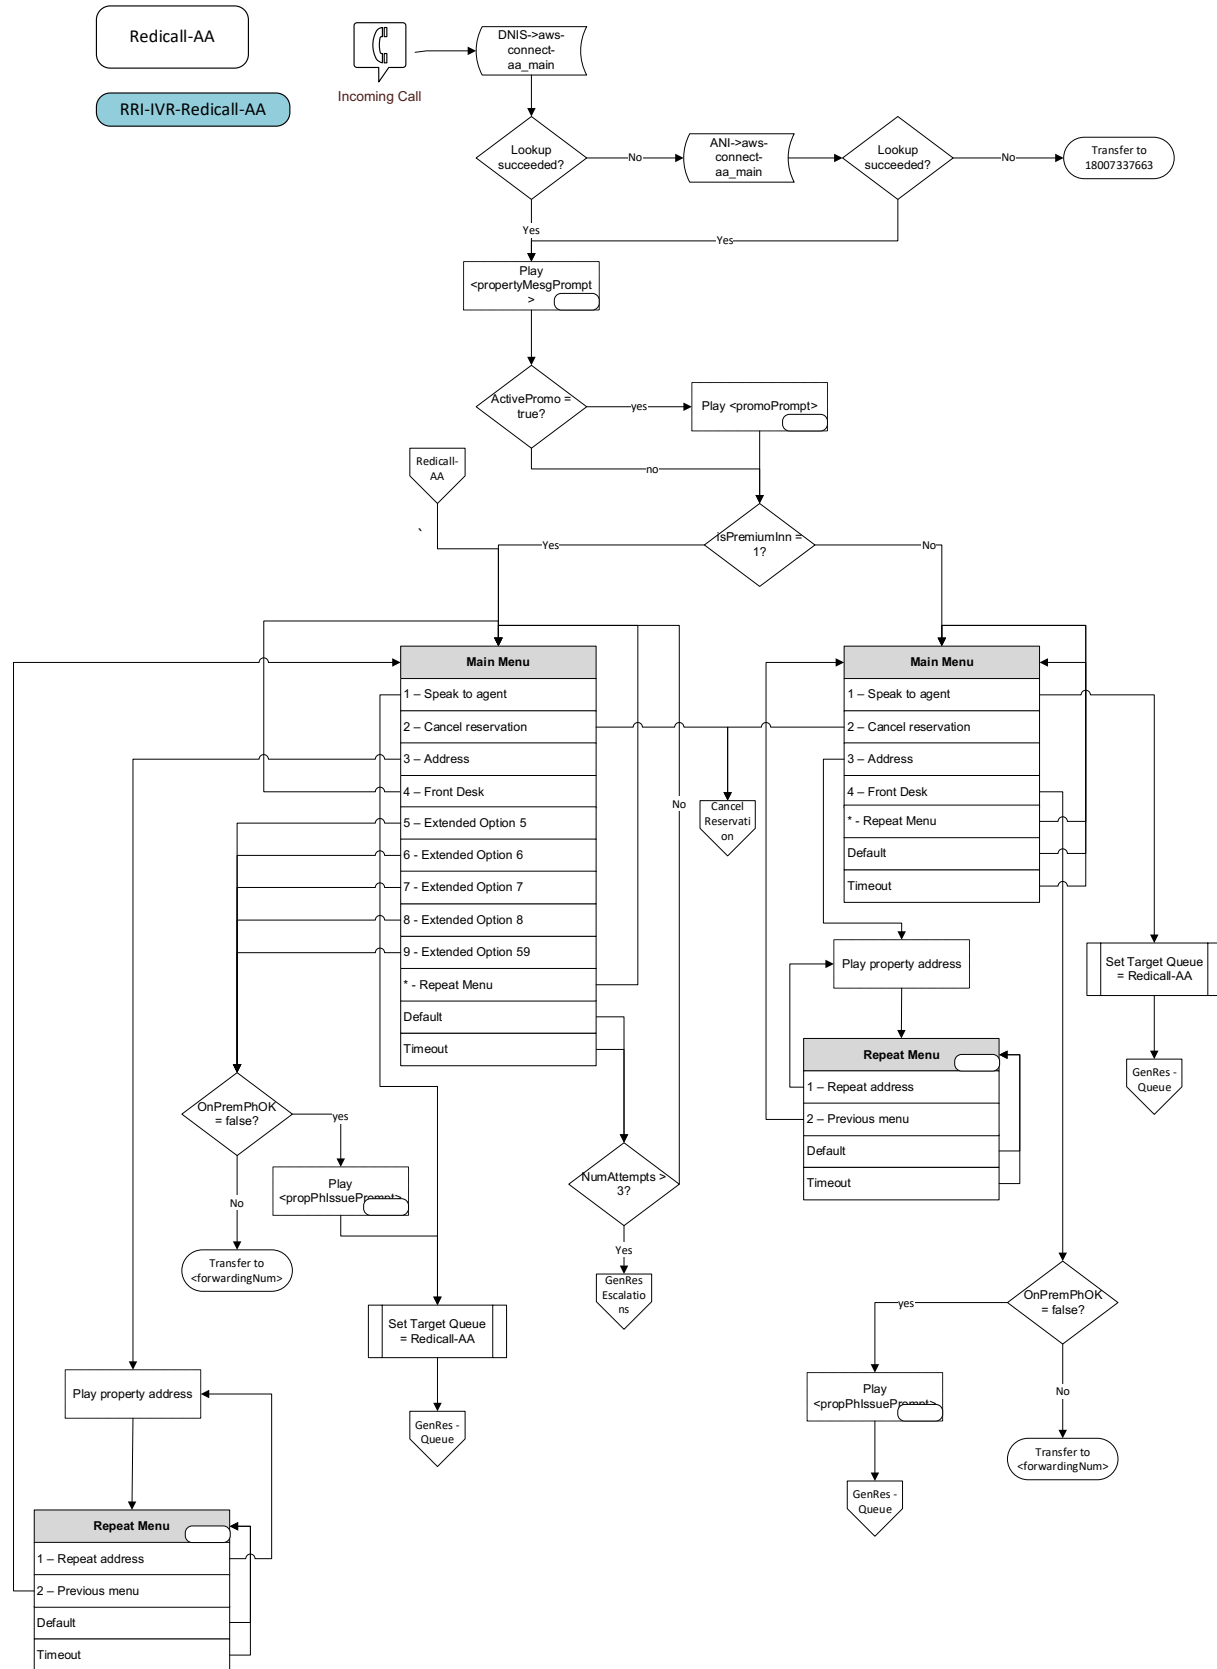 Redicall-AA
RRI-IVR-Redicall-AA
Incoming Call
DNIS->aws-
connect-
aa_main
Lookup
succeeded?
No
ANI->aws-
connect-
aa_main
Lookup
succeeded?
No
Transfer to
18007337663
Yes
Yes
Play
<propertyMesgPrompt
>
ActivePromo =
true?
yes
Play <promoPrompt>
no
Redicall-
AA
`
IsPremiumInn =
1?
Yes
No
Main Menu
1 – Speak to agent
2 – Cancel reservation
3 – Address
4 – Front Desk
5 – Extended Option 5
6 - Extended Option 6
7 - Extended Option 7
8 - Extended Option 8
9 - Extended Option 59
* - Repeat Menu
Default
Timeout
No
Cancel
Reservati
on
Main Menu
1 – Speak to agent
2 – Cancel reservation
3 – Address
4 – Front Desk
* - Repeat Menu
Default
Timeout
Play property address
Set Target Queue
= Redicall-AA
GenRes -
Queue
Repeat Menu
1 – Repeat address
2 – Previous menu
Default
Timeout
OnPremPhOK
= false?
yes
No
Play
<propPhIssuePrompt>
Transfer to
<forwardingNum>
NumAttempts >
3?
Yes
GenRes
Escalatio
ns
Set Target Queue
= Redicall-AA
GenRes -
Queue
OnPremPhOK
= false?
yes
No
Play
<propPhIssuePrompt>
Transfer to
<forwardingNum>
GenRes -
Queue
Play property address
Repeat Menu
1 – Repeat address
2 – Previous menu
Default
Timeout